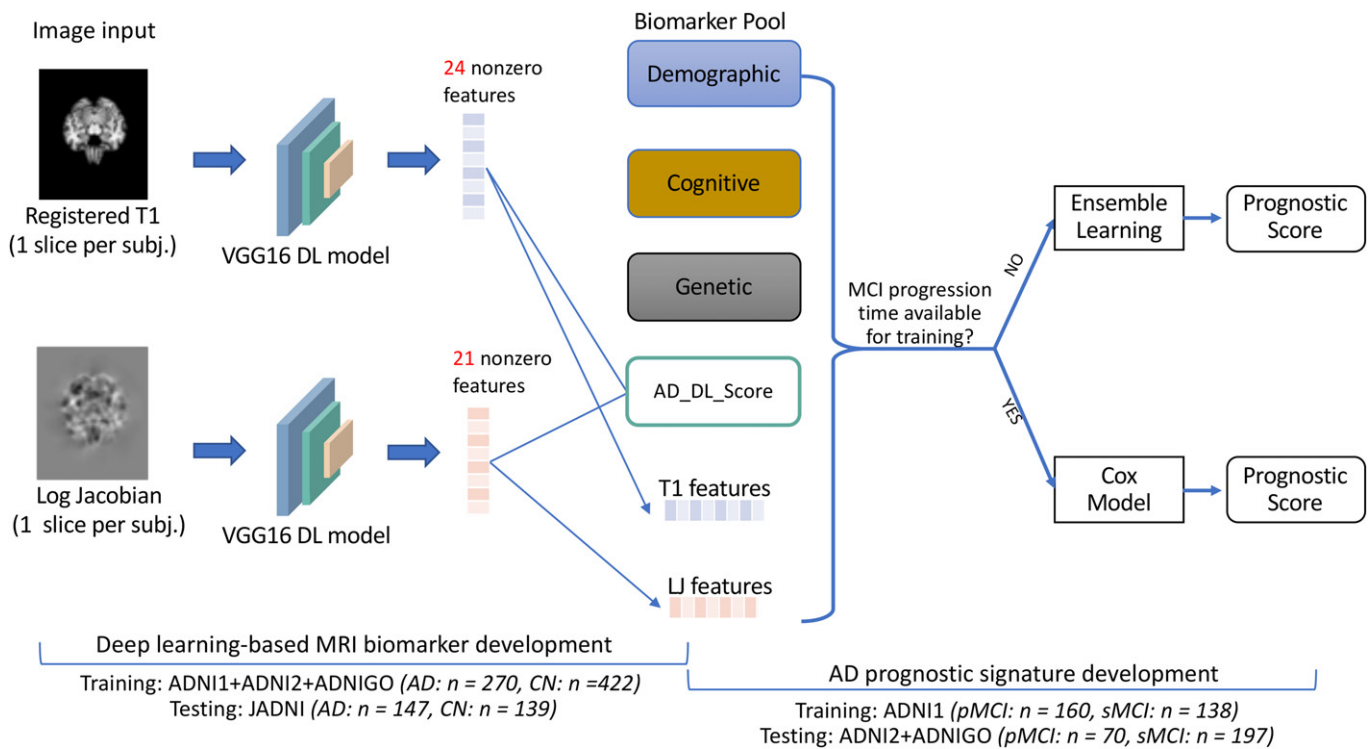 Image input
Registered T1
(1 slice per subj.)
VGG16 DL model
24 nonzero
features
Log Jacobian
(1 slice per subj.)
VGG16 DL model
21 nonzero
features
Biomarker Pool
Demographic
Cognitive
Genetic
AD_DL_Score
T1 features
LJ features
MCI progression
time available
for training?
NO
YES
Ensemble
Learning
Prognostic
Score
Cox
Model
Prognostic
Score
Deep learning-based MRI biomarker development
Training: ADNI1+ADNI2+ADNIGO (AD: n = 270, CN: n =422)
Testing: JADNI (AD: n = 147, CN: n = 139)
AD prognostic signature development
Training: ADNI1 (pMCI: n = 160, sMCI: n = 138)
Testing: ADNI2+ADNIGO (pMCI: n = 70, sMCI: n = 197)